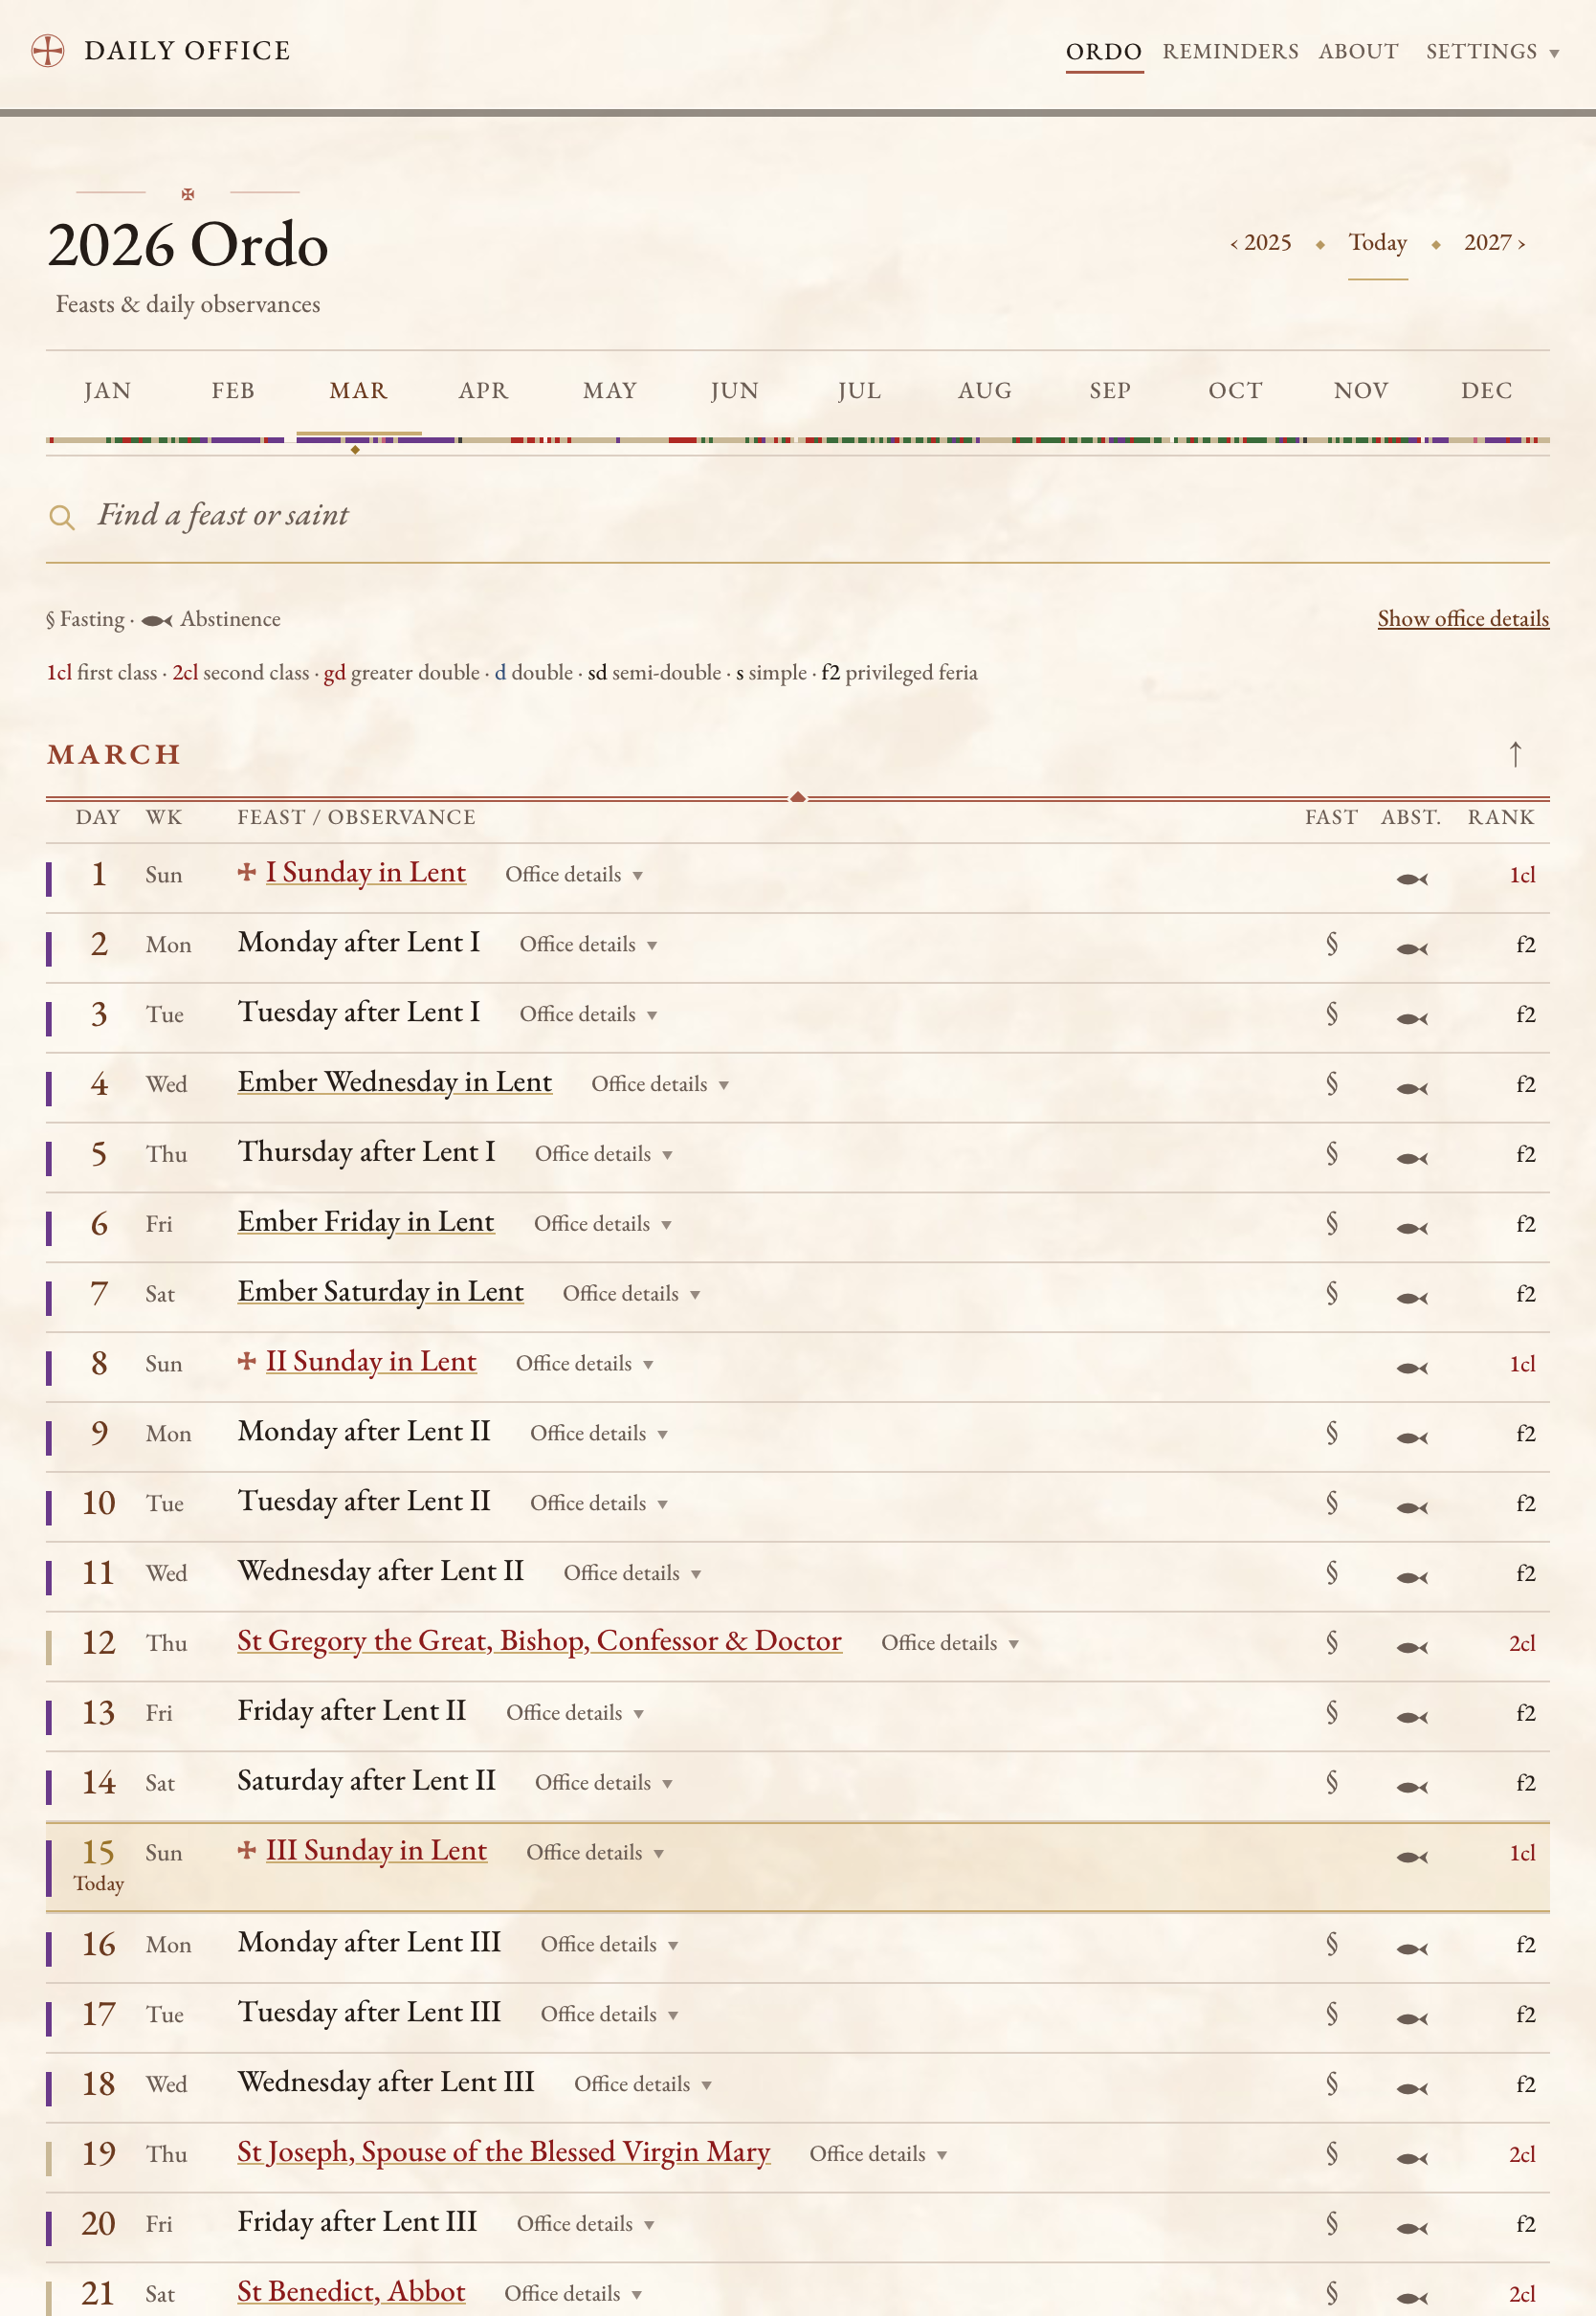 DAILY OFFICE
ORDO REMINDERS ABOUT SETTINGS ▼
2026 Ordo
‹ 2025 ◆ Today ◆ 2027 ›
Feasts & daily observances
JAN FEB MAR APR MAY JUN JUL AUG SEP OCT NOV DEC
Find a feast or saint
§ Fasting · Abstinence
Show office details
1cl first class · 2cl second class · gd greater double · d double · sd semi-double · s simple · f2 privileged feria
MARCH ↑
DAY WK FEAST / OBSERVANCE FAST ABST. RANK
1 Sun ✠ I Sunday in Lent Office details ▼ 1cl
2 Mon Monday after Lent I Office details ▼ § f2
3 Tue Tuesday after Lent I Office details ▼ § f2
4 Wed Ember Wednesday in Lent Office details ▼ § f2
5 Thu Thursday after Lent I Office details ▼ § f2
6 Fri Ember Friday in Lent Office details ▼ § f2
7 Sat Ember Saturday in Lent Office details ▼ § f2
8 Sun ✠ II Sunday in Lent Office details ▼ 1cl
9 Mon Monday after Lent II Office details ▼ § f2
10 Tue Tuesday after Lent II Office details ▼ § f2
11 Wed Wednesday after Lent II Office details ▼ § f2
12 Thu St Gregory the Great, Bishop, Confessor & Doctor Office details ▼ § 2cl
13 Fri Friday after Lent II Office details ▼ § f2
14 Sat Saturday after Lent II Office details ▼ § f2
15 Sun ✠ III Sunday in Lent Office details ▼ 1cl
Today
16 Mon Monday after Lent III Office details ▼ § f2
17 Tue Tuesday after Lent III Office details ▼ § f2
18 Wed Wednesday after Lent III Office details ▼ § f2
19 Thu St Joseph, Spouse of the Blessed Virgin Mary Office details ▼ § 2cl
20 Fri Friday after Lent III Office details ▼ § f2
21 Sat St Benedict, Abbot Office details ▼ § 2cl